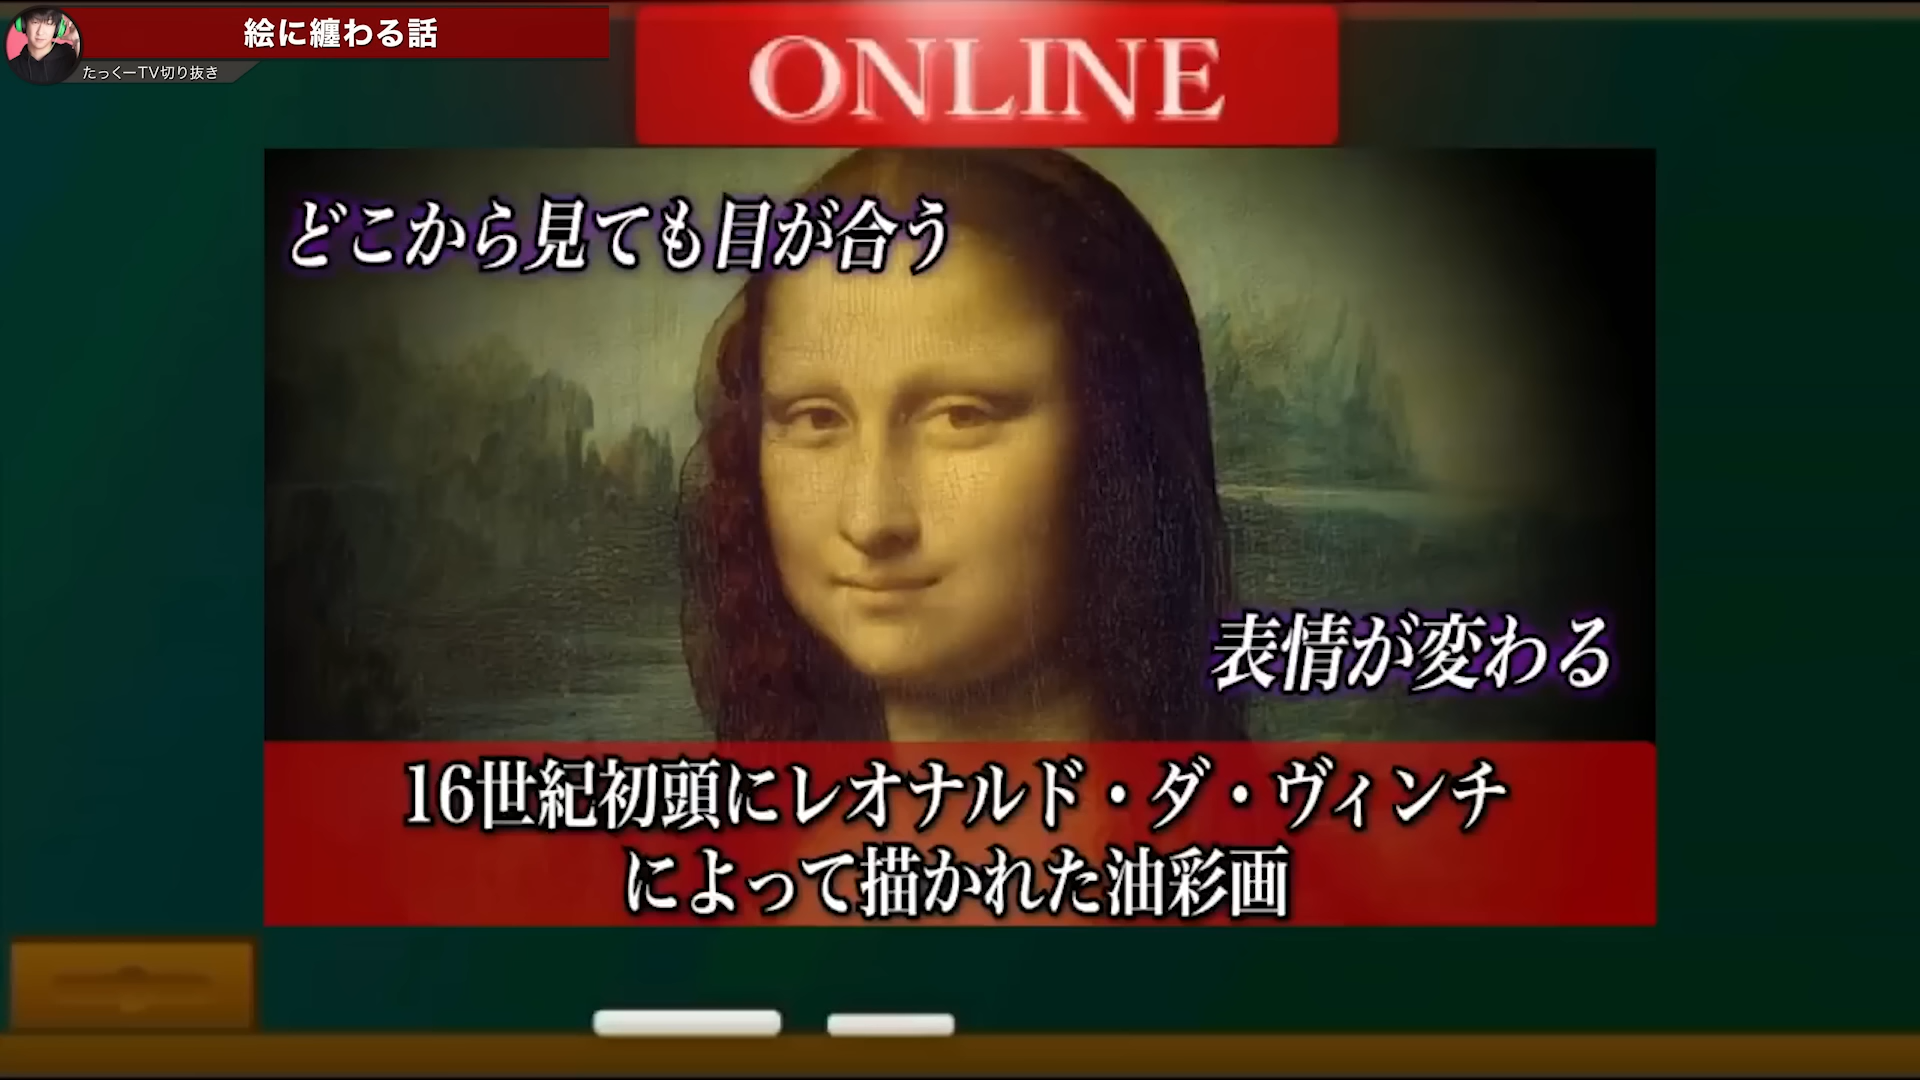 絵に纏わる話
たっくーTV切り抜き
ONLINE
どこから見ても目が合う
表情が変わる
16世紀初頭にレオナルド・ダ・ヴィンチ
によって描かれた油彩画